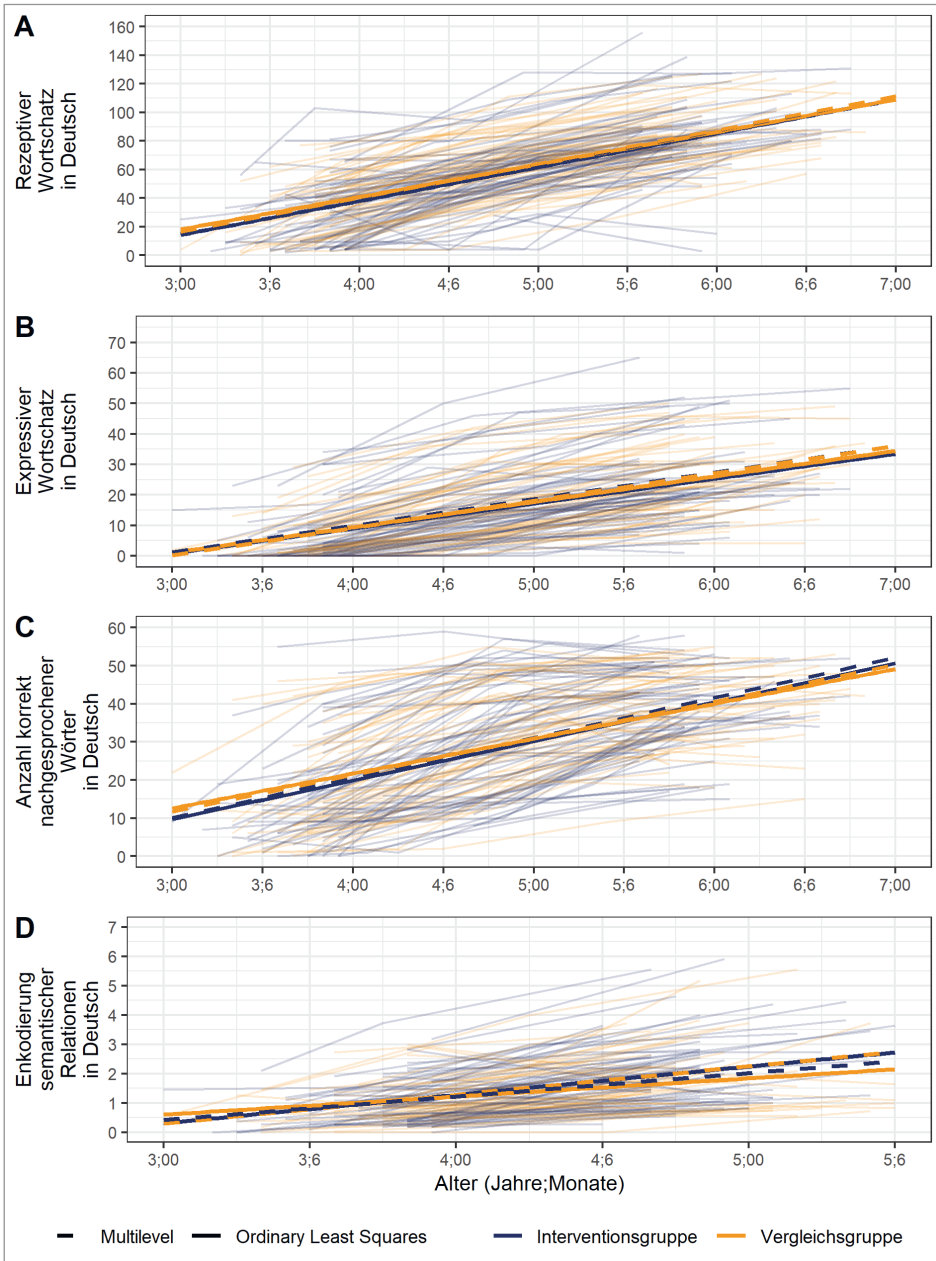 A
Rezeptiver
Wortschatz
in Deutsch
160
140
120
100
80
60
40
20
0
3;00 3;6 4;00 4;6 5;00 5;6 6;00 6;6 7;00
B
Expressiver
Wortschatz
in Deutsch
70
60
50
40
30
20
10
0
3;00 3;6 4;00 4;6 5;00 5;6 6;00 6;6 7;00
C
Anzahl korrekt
nachgesprochener
Wörter
in Deutsch
60
50
40
30
20
10
0
3;00 3;6 4;00 4;6 5;00 5;6 6;00 6;6 7;00
D
Enkodierung
semantischer
Relationen
in Deutsch
7
6
5
4
3
2
1
0
3;00 3;6 4;00 4;6 5;00 5;6
Alter (Jahre;Monate)
Multilevel Ordinary Least Squares Interventionsgruppe Vergleichsgruppe